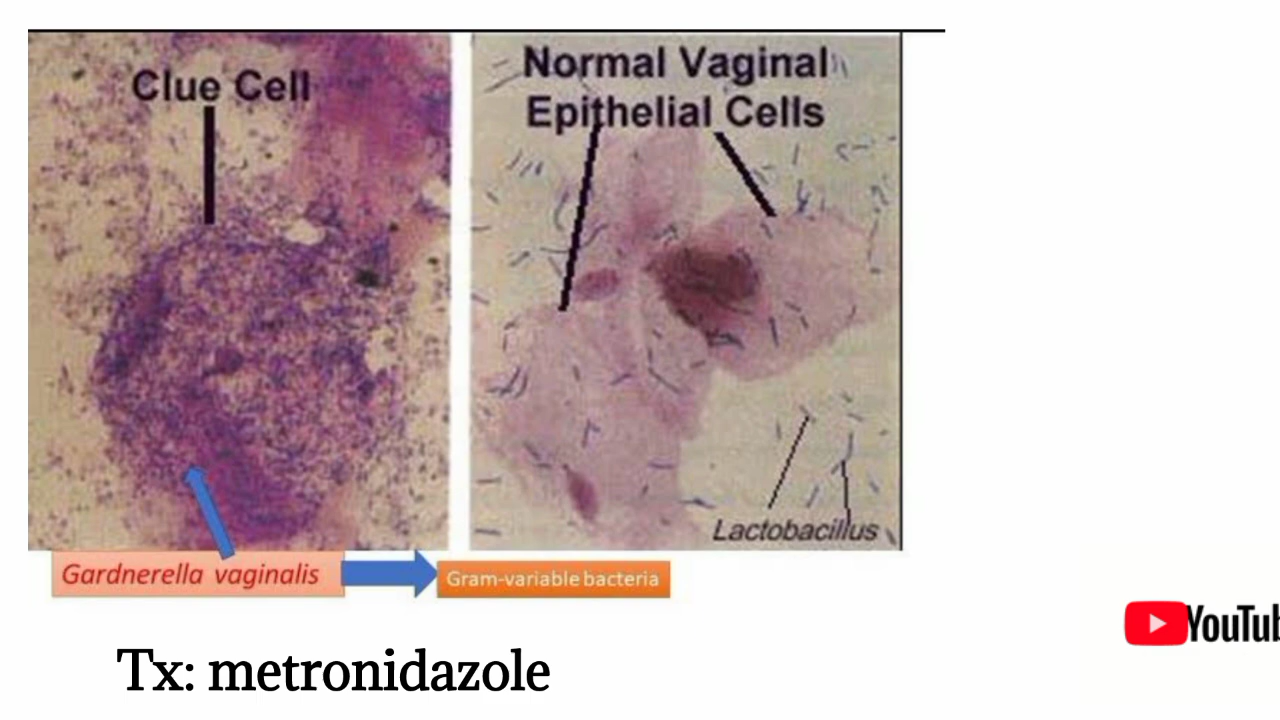 Clue Cell
Normal Vaginal
Epithelial Cells
Lactobacillus
Gardnerella vaginalis
Gram-variable bacteria
YouTub
Tx: metronidazole